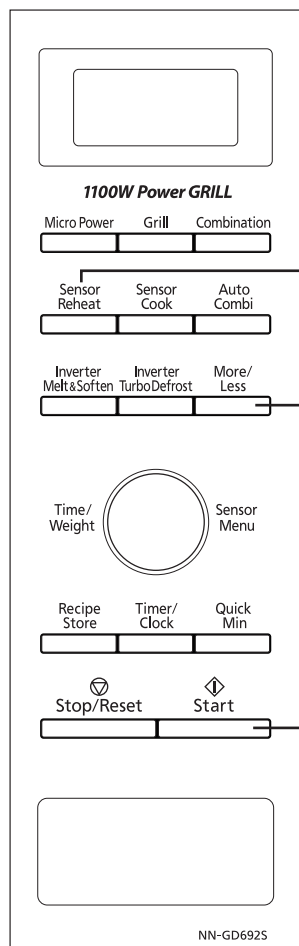 1100W Power GRILL
Micro Power Grill Combination
Sensor Sensor Auto
Reheat Cook Combi
Inverter Inverter More/
Melt&Soften TurboDefrost Less
Time/ Sensor
Weight Menu
Recipe Timer/ Quick
Store Clock Min
Stop/Reset Start
NN-GD692S